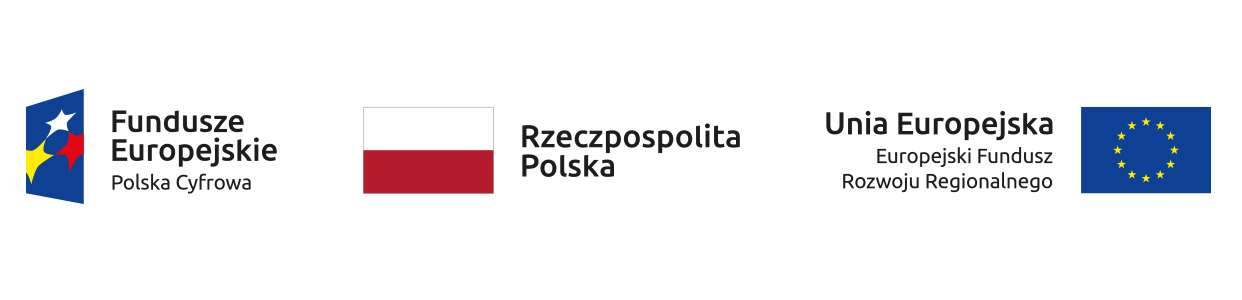 Fundusze
Europejskie
Polska Cyfrowa
Rzeczpospolita
Polska
Unia Europejska
Europejski Fundusz
Rozwoju Regionalnego